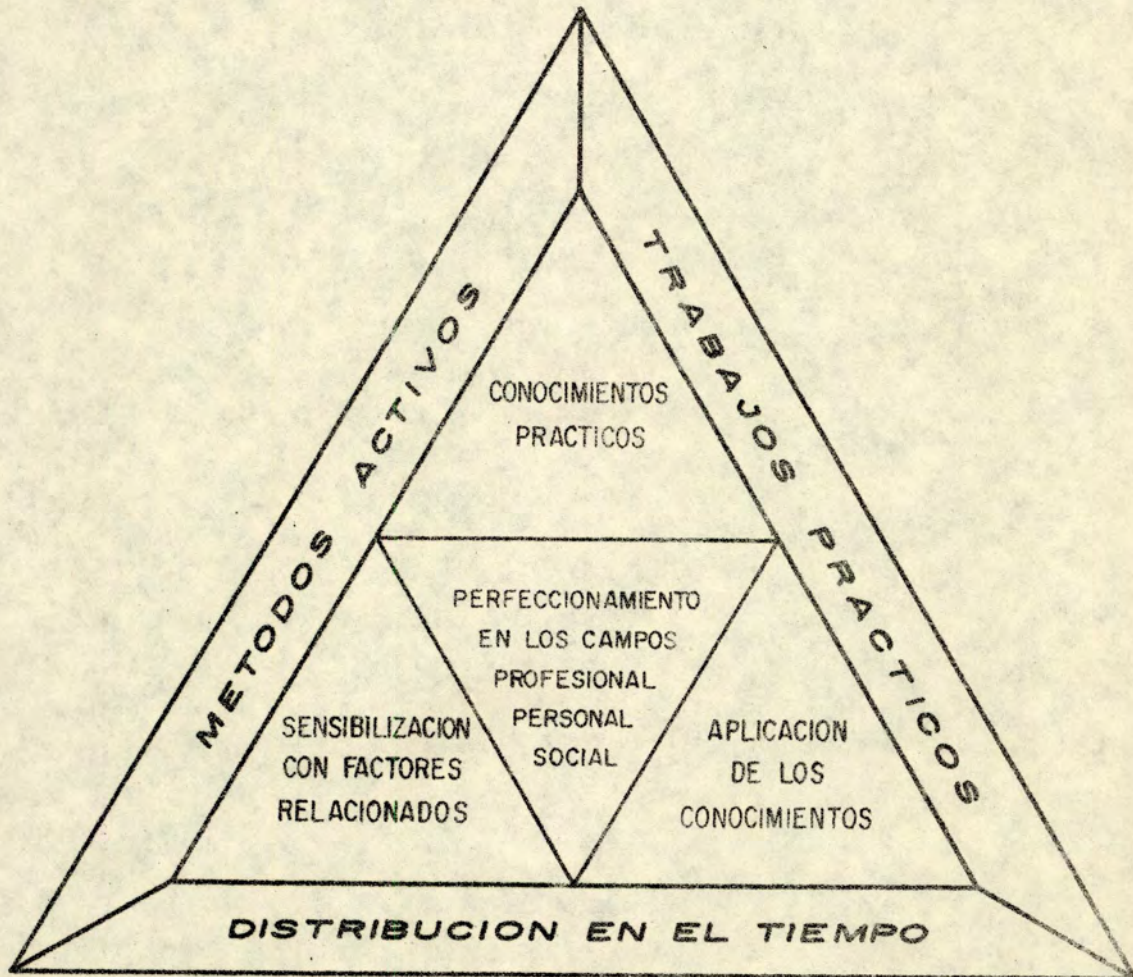 METODOS ACTIVOS
TRABAJOS PRACTICOS
CONOCIMIENTOS
PRACTICOS
PERFECCIONAMIENTO
EN LOS CAMPOS
PROFESIONAL
PERSONAL
SOCIAL
SENSIBILIZACION
CON FACTORES
RELACIONADOS
APLICACION
DE LOS
CONOCIMIENTOS
DISTRIBUCION EN EL TIEMPO